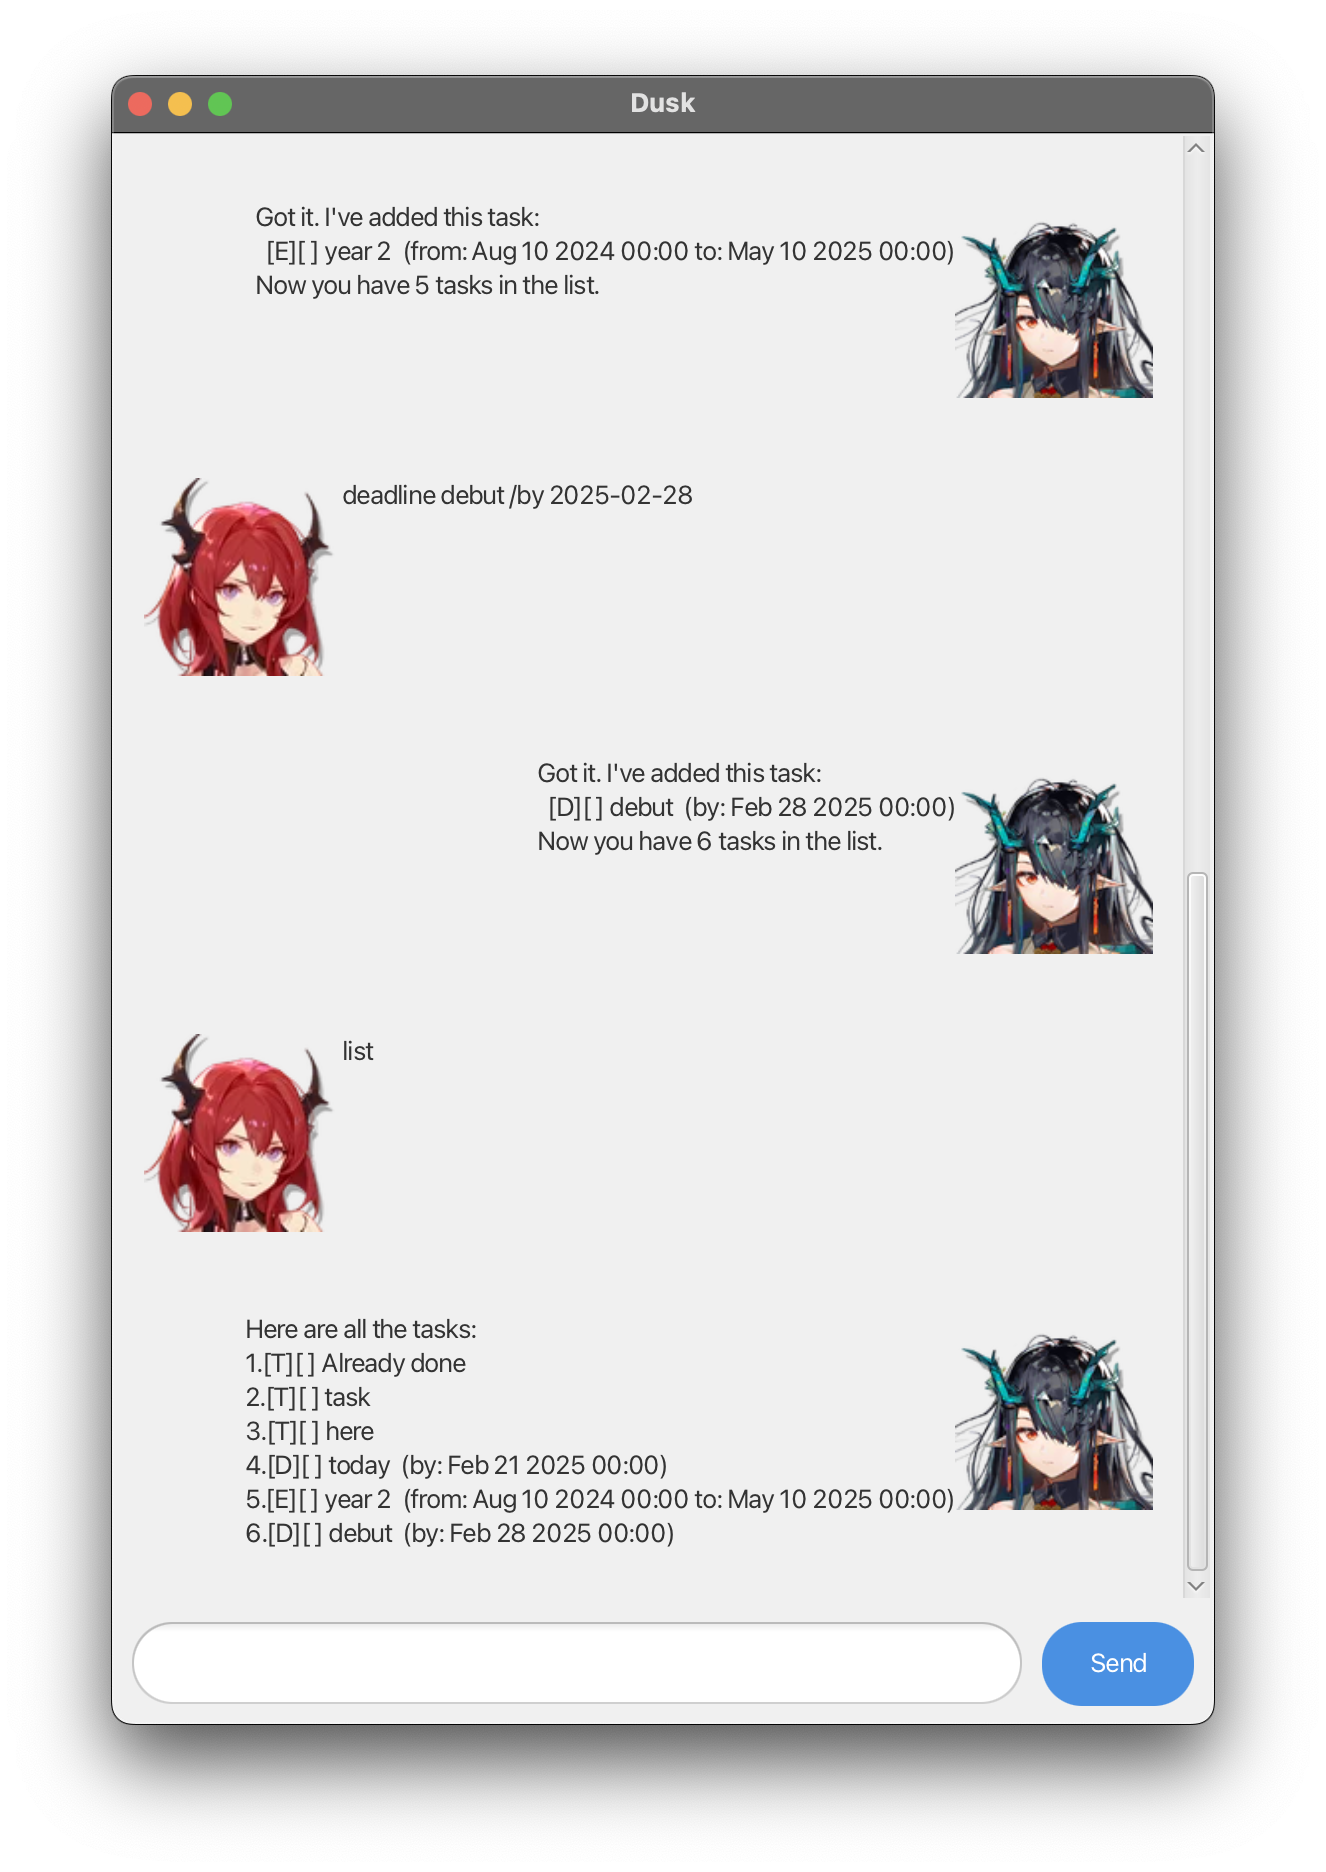 Dusk
Got it. I've added this task:
[E][ ] year 2  (from: Aug 10 2024 00:00 to: May 10 2025 00:00)
Now you have 5 tasks in the list.
deadline debut /by 2025-02-28
Got it. I've added this task:
[D][ ] debut  (by: Feb 28 2025 00:00)
Now you have 6 tasks in the list.
list
Here are all the tasks:
1.[T][ ] Already done
2.[T][ ] task
3.[T][ ] here
4.[D][ ] today  (by: Feb 21 2025 00:00)
5.[E][ ] year 2  (from: Aug 10 2024 00:00 to: May 10 2025 00:00)
6.[D][ ] debut  (by: Feb 28 2025 00:00)
Send